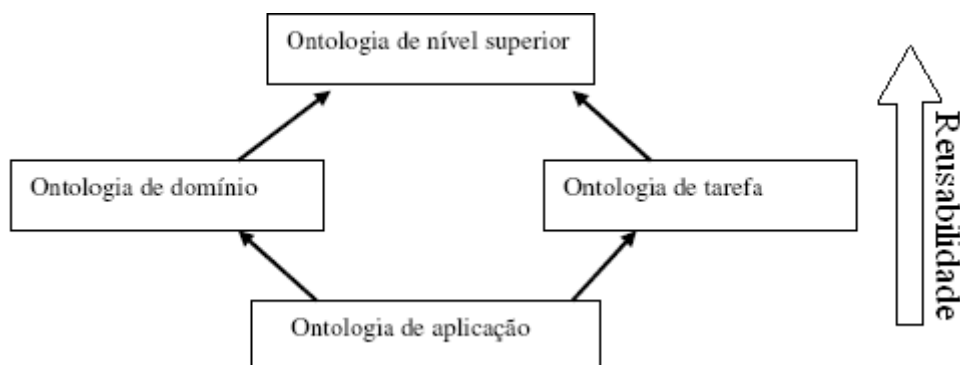 Ontologia de nível superior
Ontologia de domínio
Ontologia de tarefa
Ontologia de aplicação
Reusabilidade